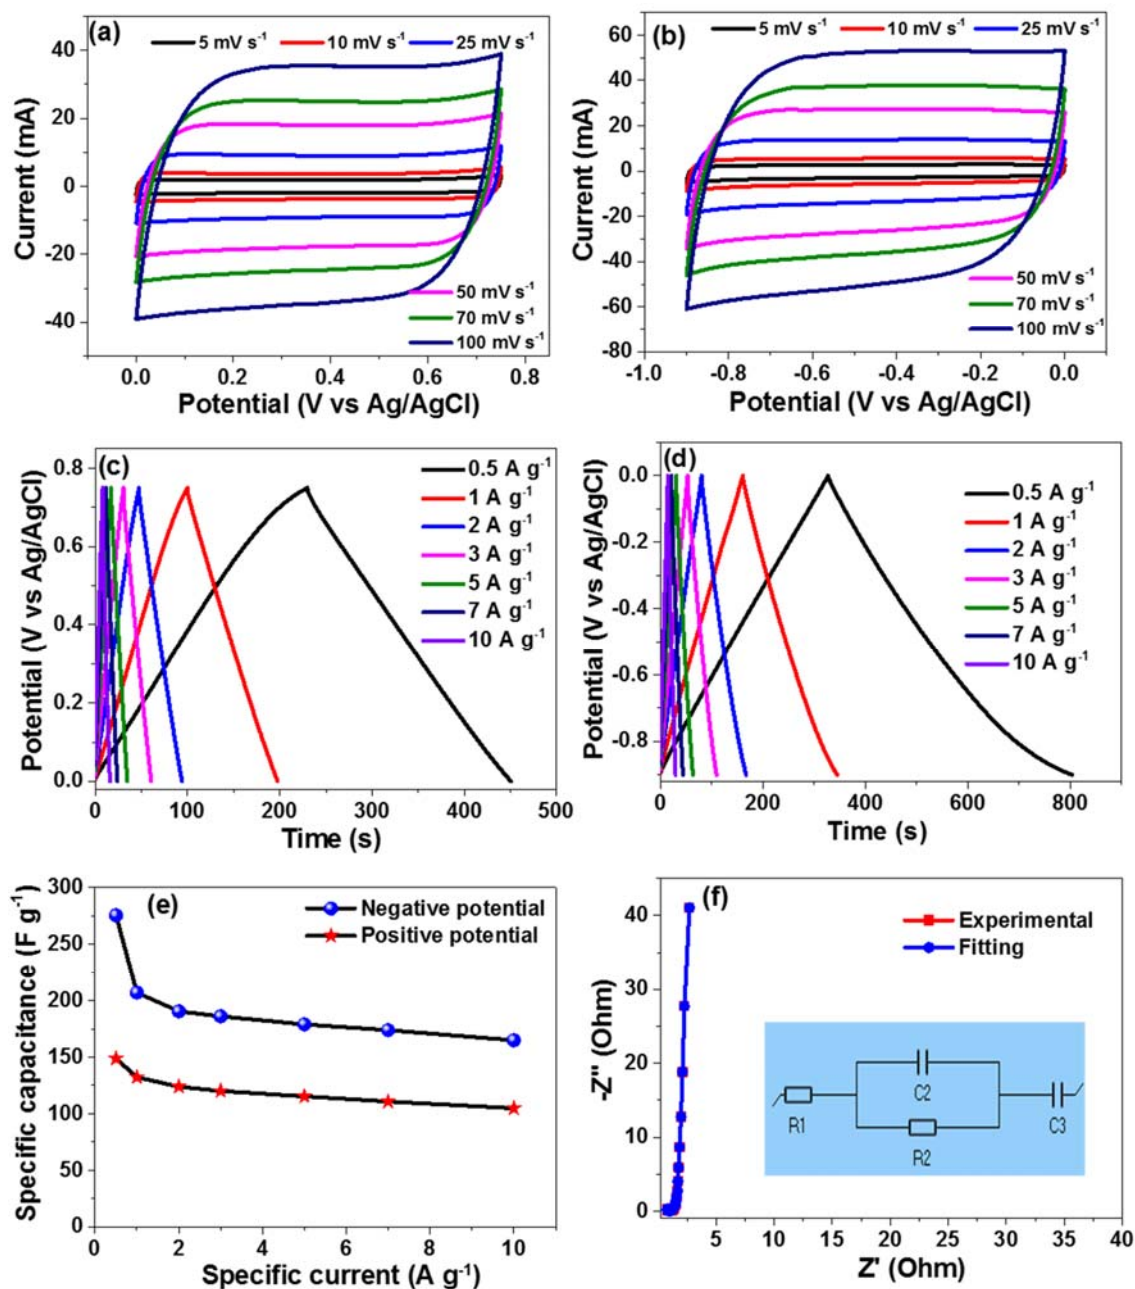 (a)
5 mV s⁻¹ 10 mV s⁻¹ 25 mV s⁻¹
40
20
0
-20
-40
Current (mA)
50 mV s⁻¹
70 mV s⁻¹
100 mV s⁻¹
0.0 0.2 0.4 0.6 0.8
Potential (V vs Ag/AgCl)
(b)
5 mV s⁻¹ 10 mV s⁻¹ 25 mV s⁻¹
60
40
20
0
-20
-40
-60
-80
Current (mA)
50 mV s⁻¹
70 mV s⁻¹
100 mV s⁻¹
-1.0 -0.8 -0.6 -0.4 -0.2 0.0
Potential (V vs Ag/AgCl)
(c)
0.5 A g⁻¹
1 A g⁻¹
2 A g⁻¹
3 A g⁻¹
5 A g⁻¹
7 A g⁻¹
10 A g⁻¹
0.8
0.6
0.4
0.2
0.0
Potential (V vs Ag/AgCl)
0 100 200 300 400 500
Time (s)
(d)
0.5 A g⁻¹
1 A g⁻¹
2 A g⁻¹
3 A g⁻¹
5 A g⁻¹
7 A g⁻¹
10 A g⁻¹
0.0
-0.2
-0.4
-0.6
-0.8
Potential (V vs Ag/AgCl)
0 200 400 600 800
Time (s)
(e)
Negative potential
Positive potential
300
250
200
150
100
50
0
Specific capacitance (F g⁻¹)
0 2 4 6 8 10
Specific current (A g⁻¹)
(f)
Experimental
Fitting
40
30
20
10
0
-Z'' (Ohm)
R1
C2
R2
C3
5 10 15 20 25 30 35 40
Z' (Ohm)